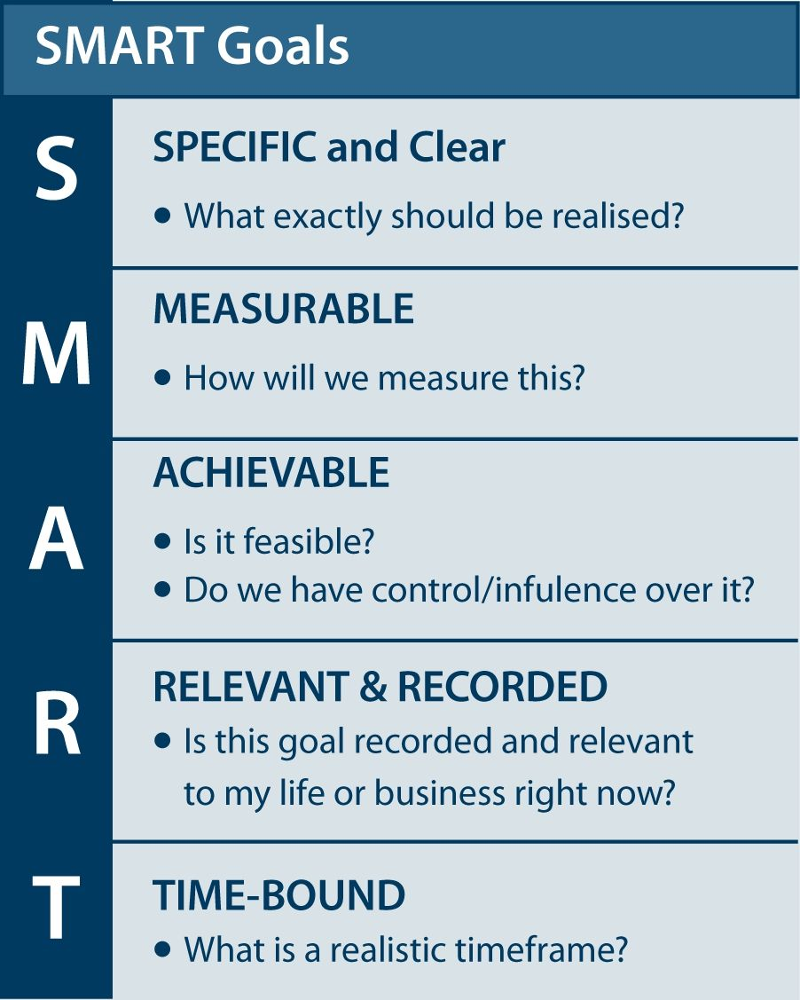 SMART Goals
S
SPECIFIC and Clear
• What exactly should be realised?
M
MEASURABLE
• How will we measure this?
A
ACHIEVABLE
• Is it feasible?
• Do we have control/infulence over it?
R
RELEVANT & RECORDED
• Is this goal recorded and relevant
to my life or business right now?
T
TIME-BOUND
• What is a realistic timeframe?